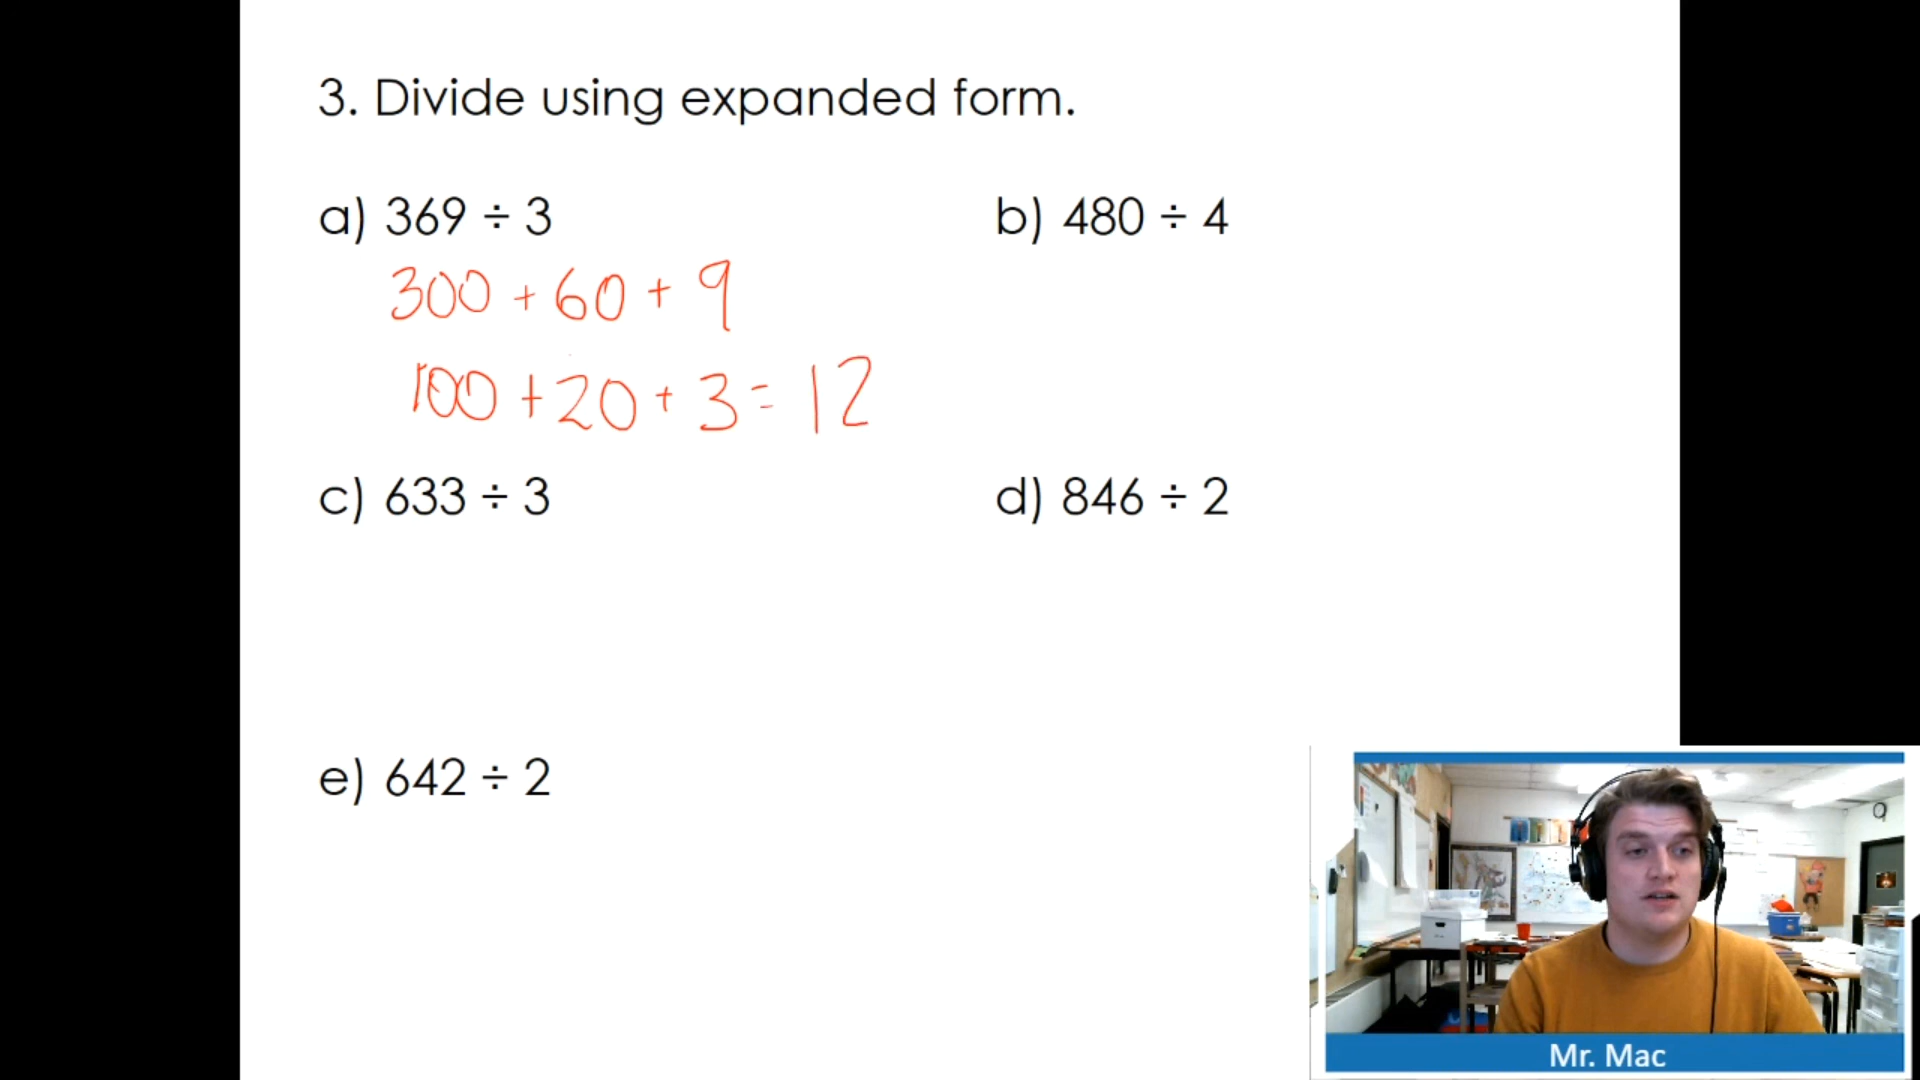 3. Divide using expanded form.
a) 369 ÷ 3
b) 480 ÷ 4
300 + 60 + 9
100 + 20 + 3 = 12
c) 633 ÷ 3
d) 846 ÷ 2
e) 642 ÷ 2
Mr. Mac